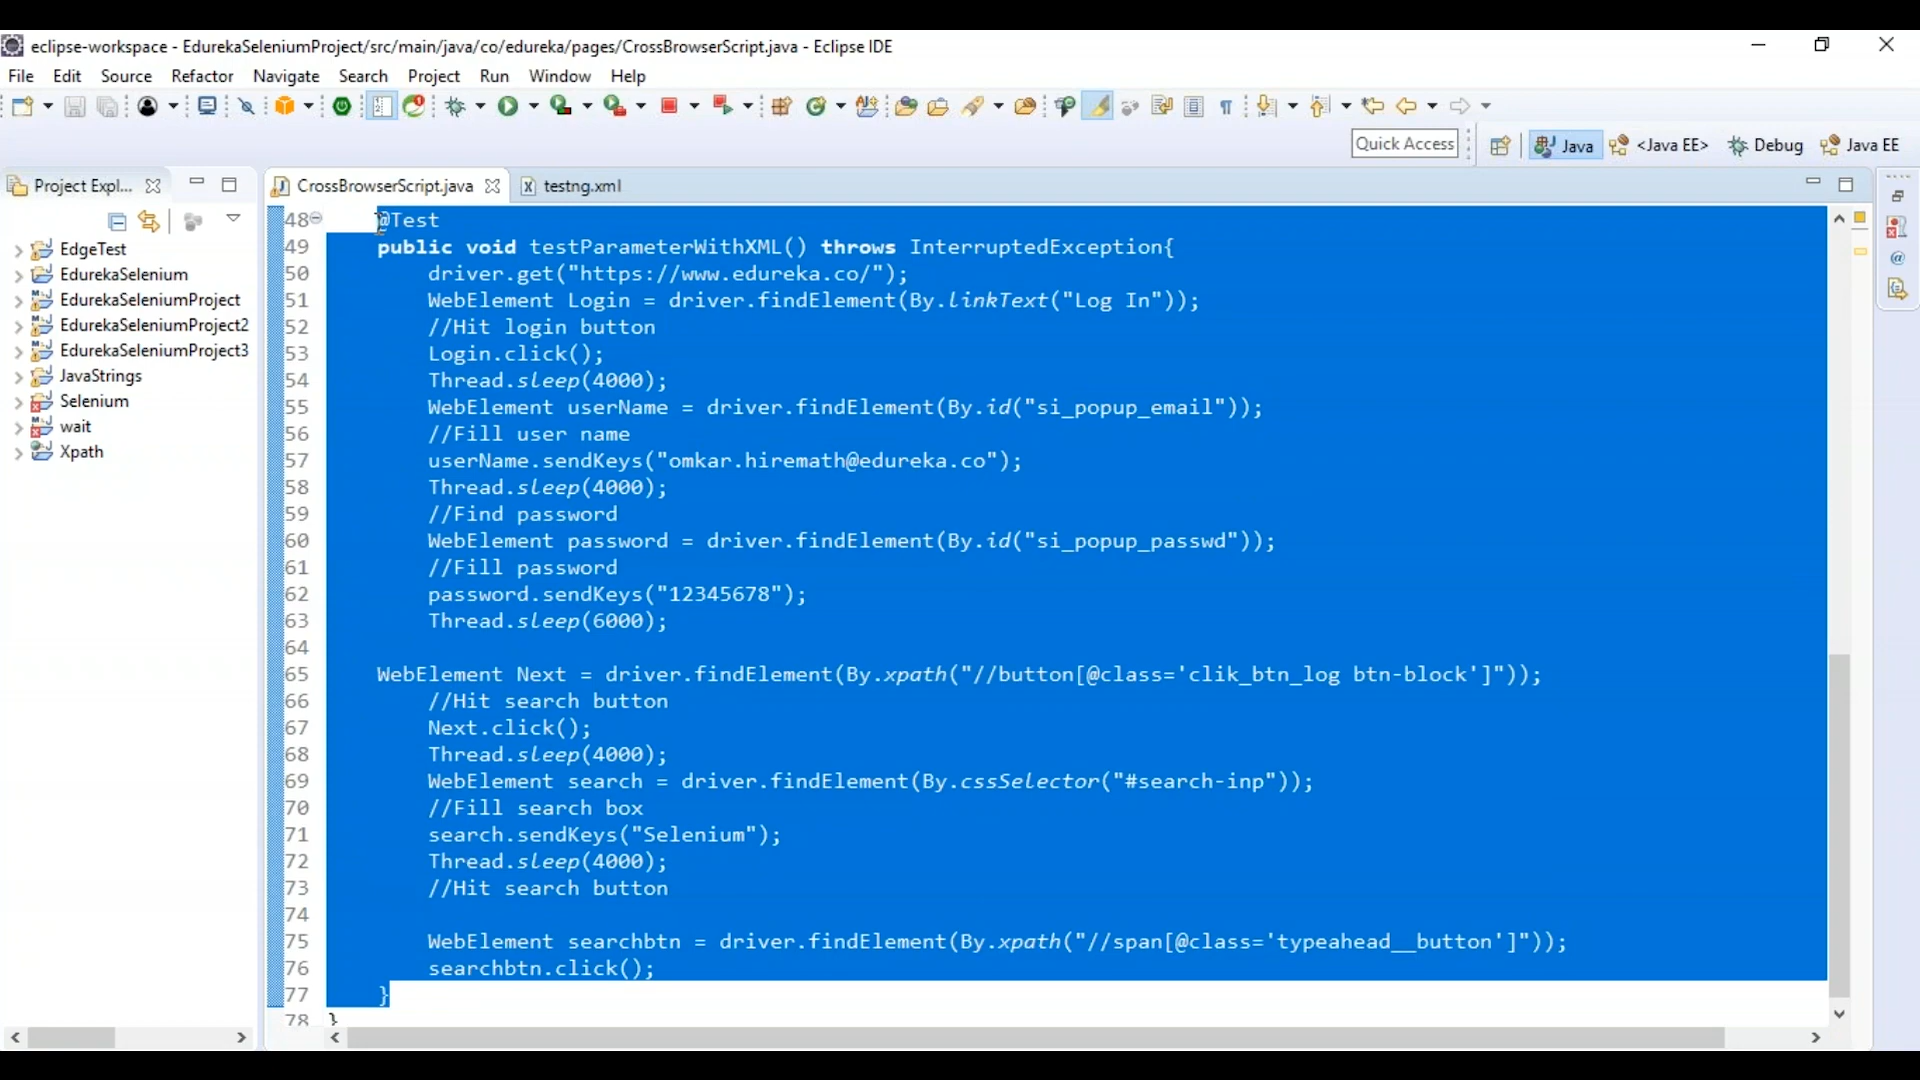 eclipse-workspace - EdurekaSeleniumProject/src/main/java/co/edureka/pages/CrossBrowserScript.java - Eclipse IDE
File Edit Source Refactor Navigate Search Project Run Window Help
Quick Access Java <Java EE> Debug Java EE
Project Expl... CrossBrowserScript.java testng.xml
EdgeTest
EdurekaSelenium
EdurekaSeleniumProject
EdurekaSeleniumProject2
EdurekaSeleniumProject3
JavaStrings
Selenium
wait
Xpath
48 @Test
49 public void testParameterWithXML() throws InterruptedException{
50 driver.get("https://www.edureka.co/");
51 WebElement Login = driver.findElement(By.linkText("Log In"));
52 //Hit login button
53 Login.click();
54 Thread.sleep(4000);
55 WebElement userName = driver.findElement(By.id("si_popup_email"));
56 //Fill user name
57 userName.sendKeys("omkar.hiremath@edureka.co");
58 Thread.sleep(4000);
59 //Find password
60 WebElement password = driver.findElement(By.id("si_popup_passwd"));
61 //Fill password
62 password.sendKeys("12345678");
63 Thread.sleep(6000);
64
65 WebElement Next = driver.findElement(By.xpath("//button[@class='clik_btn_log btn-block']"));
66 //Hit search button
67 Next.click();
68 Thread.sleep(4000);
69 WebElement search = driver.findElement(By.cssSelector("#search-inp"));
70 //Fill search box
71 search.sendKeys("Selenium");
72 Thread.sleep(4000);
73 //Hit search button
74
75 WebElement searchbtn = driver.findElement(By.xpath("//span[@class='typeahead__button']"));
76 searchbtn.click();
77 }
78 }